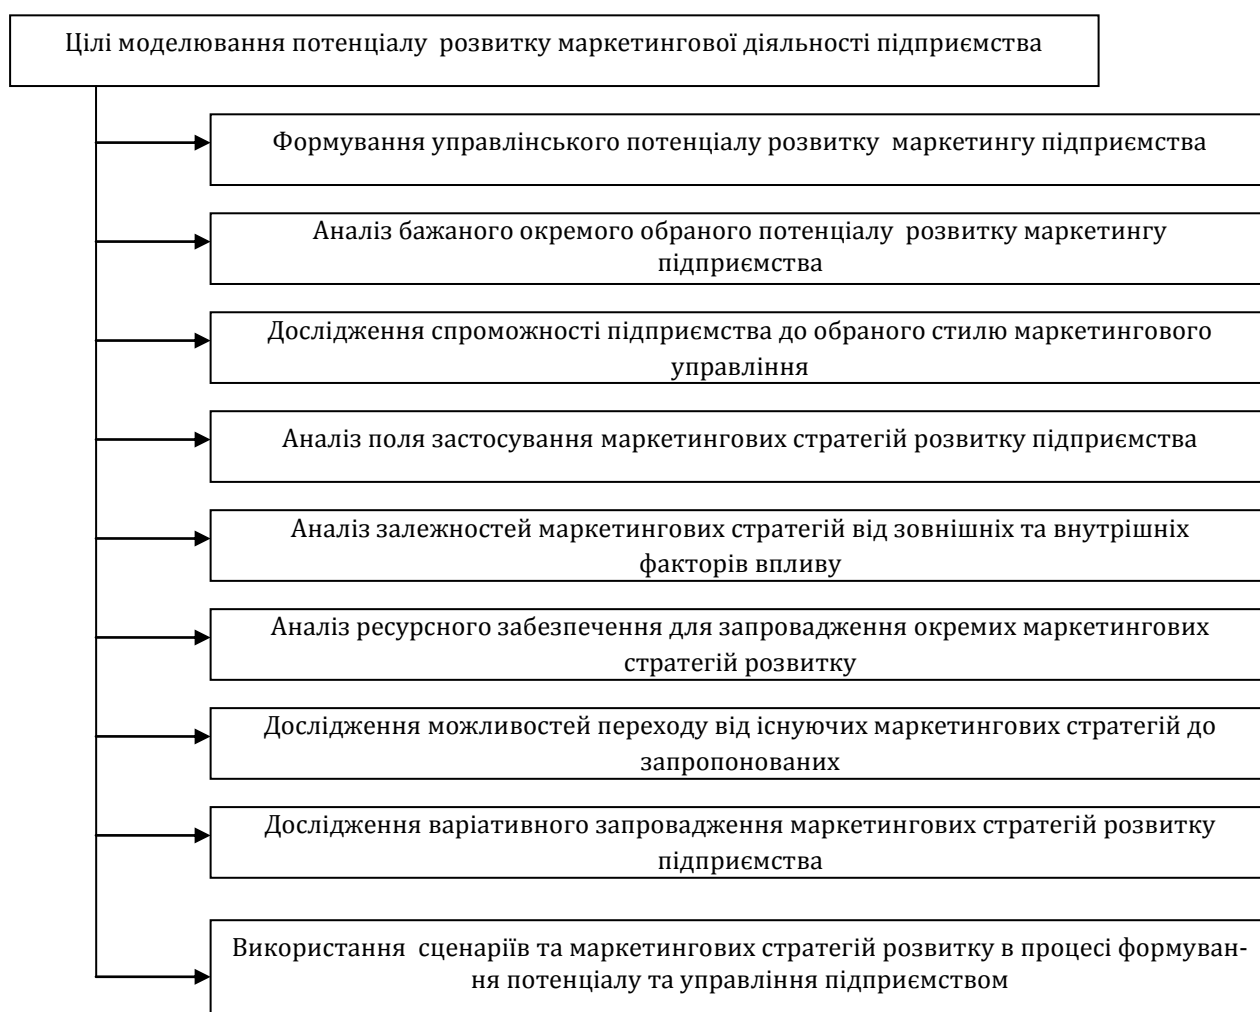 Цілі моделювання потенціалу розвитку маркетингової діяльності підприємства
Формування управлінського потенціалу розвитку маркетингу підприємства
Аналіз бажаного окремого обраного потенціалу розвитку маркетингу
підприємства
Дослідження спроможності підприємства до обраного стилю маркетингового
управління
Аналіз поля застосування маркетингових стратегій розвитку підприємства
Аналіз залежностей маркетингових стратегій від зовнішніх та внутрішніх
факторів впливу
Аналіз ресурсного забезпечення для запровадження окремих маркетингових
стратегій розвитку
Дослідження можливостей переходу від існуючих маркетингових стратегій до
запропонованих
Дослідження варіативного запровадження маркетингових стратегій розвитку
підприємства
Використання сценаріїв та маркетингових стратегій розвитку в процесі формуван-
ня потенціалу та управління підприємством